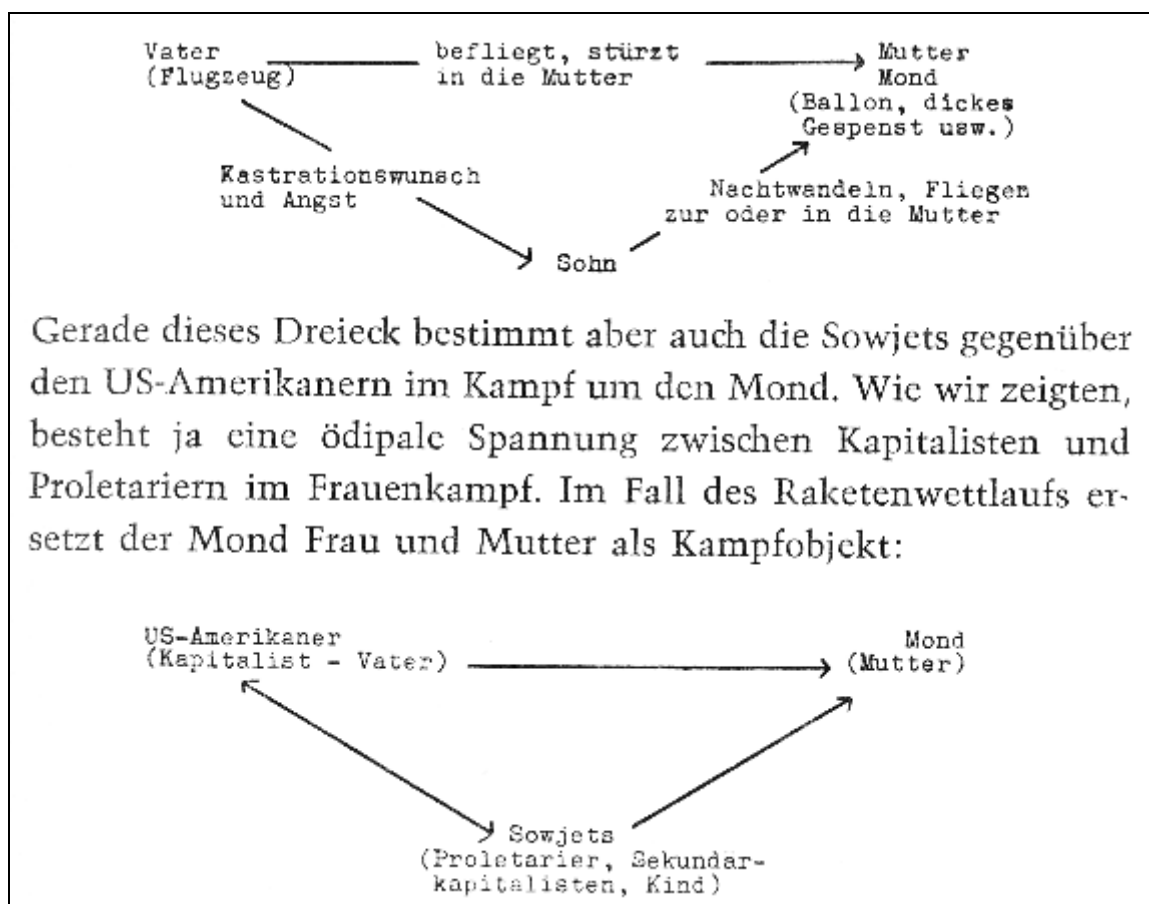 Vater befliegt, stürzt Mutter
(Flugzeug) in die Mutter Mond
(Ballon, dickes
Gespenst usw.)
Kastrationswunsch Nachtwandeln, Fliegen
und Angst zur oder in die Mutter
Sohn
Gerade dieses Dreieck bestimmt aber auch die Sowjets gegenüber
den US-Amerikanern im Kampf um den Mond. Wie wir zeigten,
besteht ja eine ödipale Spannung zwischen Kapitalisten und
Proletariern im Frauenkampf. Im Fall des Raketenwettlaufs er-
setzt der Mond Frau und Mutter als Kampfobjekt:
US-Amerikaner Mond
(Kapitalist - Vater) (Mutter)
Sowjets
(Proletarier, Sekundär-
kapitalisten, Kind)